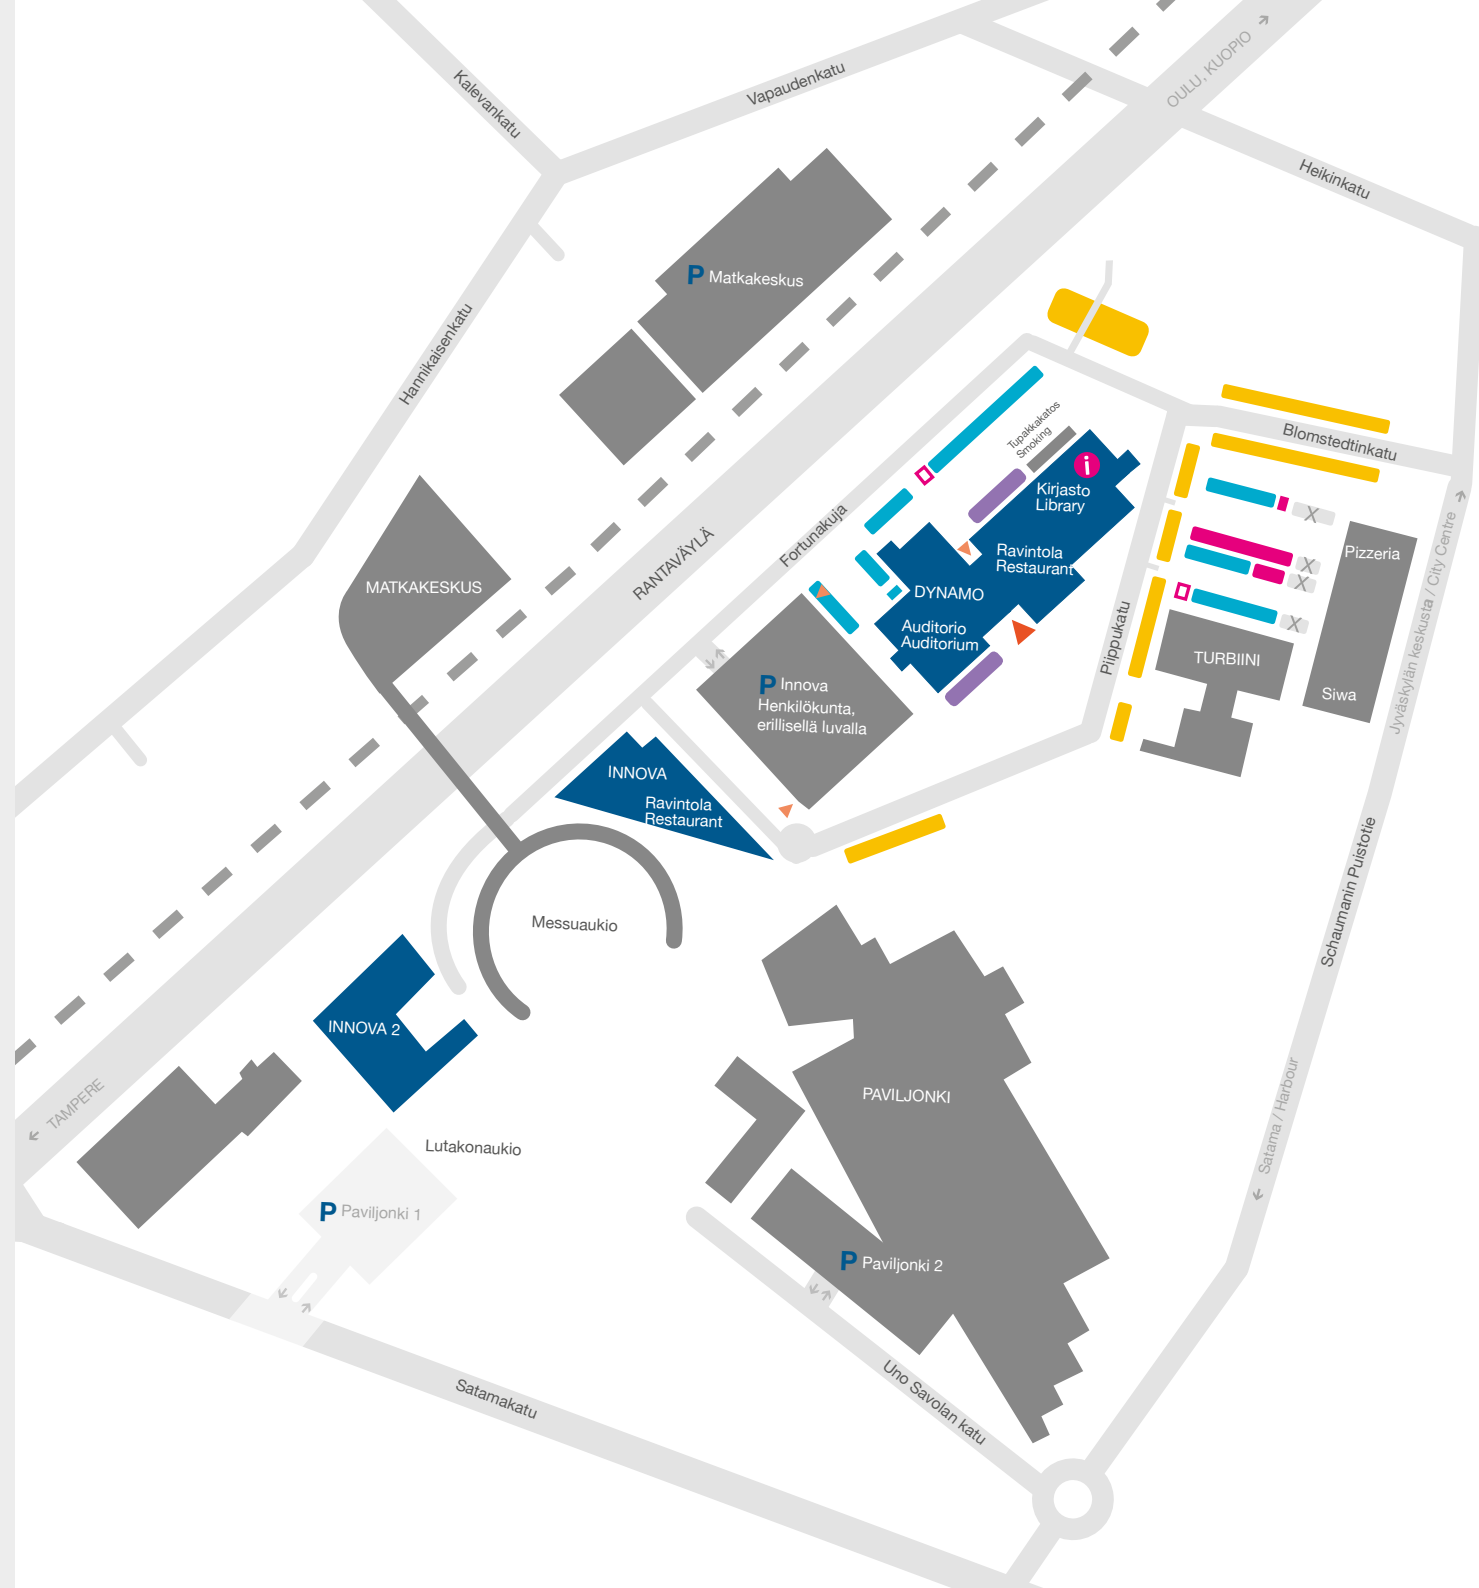 OULU, KUOPIO
Kalevankatu
Vapaudenkatu
Heikinkatu
P Matkakeskus
Hannikaisenkatu
Tupakkakatos
Smoking
Blomstedtinkatu
i
Kirjasto
Library
X
Fortunakuja
Jyväskylän keskusta / City Centre
RANTAVÄYLÄ
Ravintola
Restaurant
Pizzeria
X
X
MATKAKESKUS
DYNAMO
Auditorio
Auditorium
Piippukatu
X
TURBIINI
P Innova
Henkilökunta,
erillisellä luvalla
Siwa
INNOVA
Ravintola
Restaurant
Schaumanin Puistotie
Messuaukio
INNOVA 2
TAMPERE
PAVILJONKI
Satama / Harbour
Lutakonaukio
P Paviljonki 1
P Paviljonki 2
Satamakatu
Uno Savolan katu